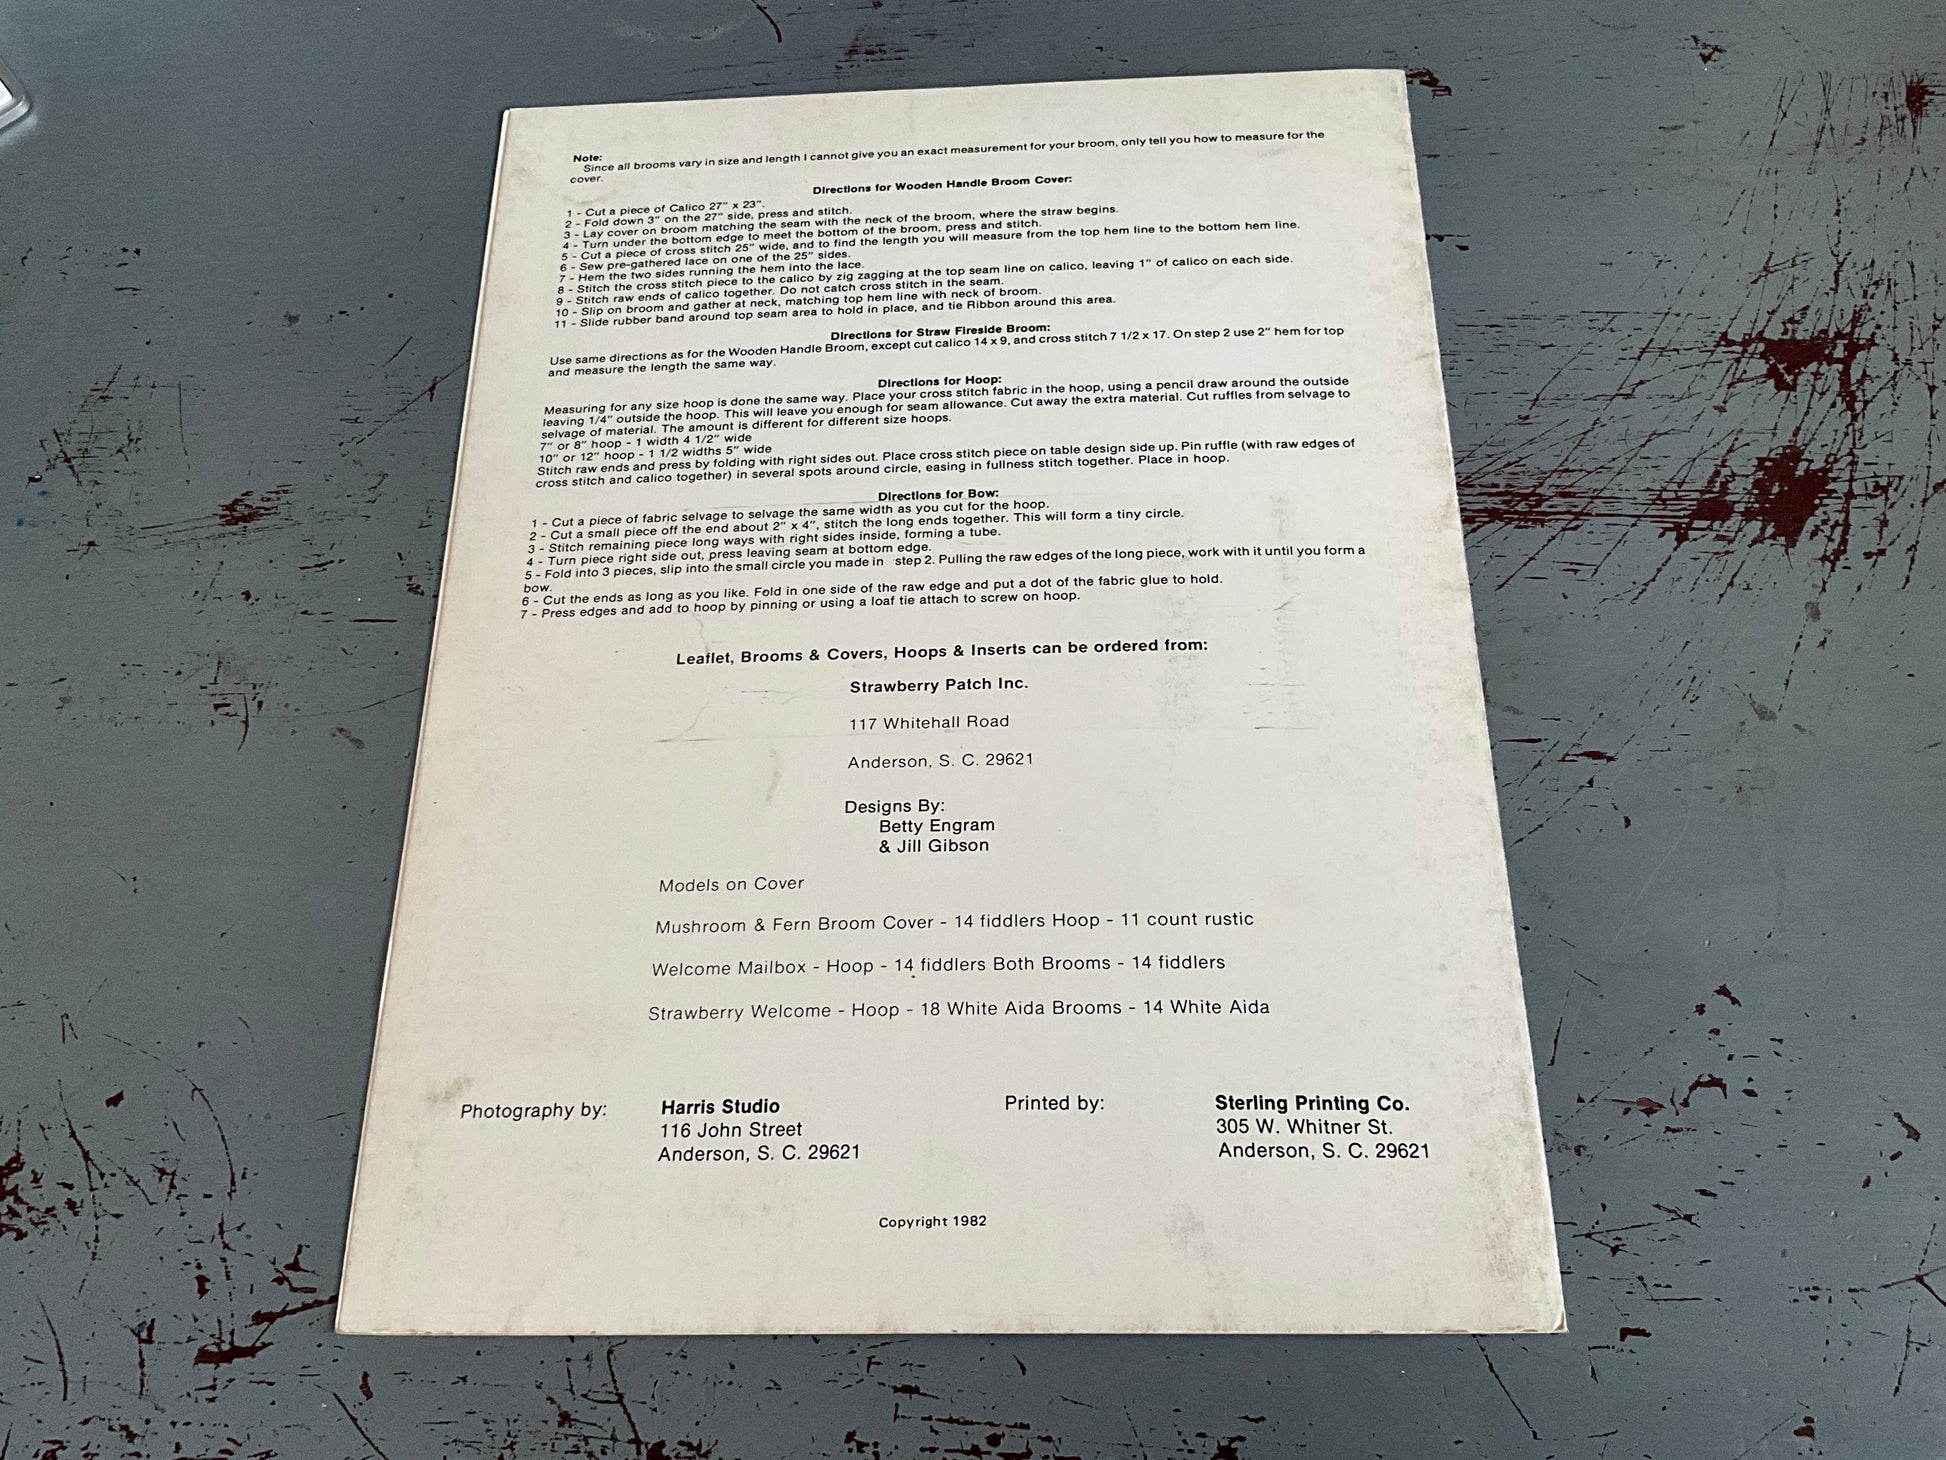 Note:
Since all brooms vary in size and length I cannot give you an exact measurement for your broom, only tell you how to measure for the
cover.
Directions for Wooden Handle Broom Cover:
1 - Cut a piece of Calico 27" x 23".
2 - Fold down 3" on the 27" side, press and stitch.
3 - Lay cover on broom matching the seam with the neck of the broom, where the straw begins.
4 - Turn under the bottom edge to meet the bottom of the broom, press and stitch.
5 - Cut a piece of cross stitch 25" wide, and to find the length you will measure from the top hem line to the bottom hem line.
6 - Sew pre-gathered lace on one of the 25" sides.
7 - Hem the two sides running the hem into the lace.
8 - Stitch the cross stitch piece to the calico by zig zagging at the top seam line on calico, leaving 1" of calico on each side.
9 - Stitch raw ends of calico together. Do not catch cross stitch in the seam.
10 - Slip on broom and gather at neck, matching top hem line with neck of broom.
11 - Slide rubber band around top seam area to hold in place, and tie Ribbon around this area.
Directions for Straw Fireside Broom:
Use same directions as for the Wooden Handle Broom, except cut calico 14 x 9, and cross stitch 7 1/2 x 17. On step 2 use 2" hem for top
and measure the length the same way.
Directions for Hoop:
Measuring for any size hoop is done the same way. Place your cross stitch fabric in the hoop, using a pencil draw around the outside
leaving 1/4" outside the hoop. This will leave you enough for seam allowance. Cut away the extra material. Cut ruffles from selvage to
selvage of material. The amount is different for different size hoops.
7" or 8" hoop - 1 width 4 1/2" wide
10" or 12" hoop - 1 1/2 widths 5" wide
Stitch raw ends and press by folding with right sides out. Place cross stitch piece on table design side up. Pin ruffle (with raw edges of
cross stitch and calico together) in several spots around circle, easing in fullness stitch together. Place in hoop.
Directions for Bow:
1 - Cut a piece of fabric selvage to selvage the same width as you cut for the hoop.
2 - Cut a small piece off the end about 2" x 4", stitch the long ends together. This will form a tiny circle.
3 - Stitch remaining piece long ways with right sides inside, forming a tube.
4 - Turn piece right side out, press leaving seam at bottom edge.
5 - Fold into 3 pieces, slip into the small circle you made in step 2. Pulling the raw edges of the long piece, work with it until you form a
bow.
6 - Cut the ends as long as you like. Fold in one side of the raw edge and put a dot of the fabric glue to hold.
7 - Press edges and add to hoop by pinning or using a loaf tie attach to screw on hoop.
Leaflet, Brooms & Covers, Hoops & Inserts can be ordered from:
Strawberry Patch Inc.
117 Whitehall Road
Anderson, S. C. 29621
Designs By:
Betty Engram
& Jill Gibson
Models on Cover
Mushroom & Fern Broom Cover - 14 fiddlers Hoop - 11 count rustic
Welcome Mailbox - Hoop - 14 fiddlers Both Brooms - 14 fiddlers
Strawberry Welcome - Hoop - 18 White Aida Brooms - 14 White Aida
Photography by:
Harris Studio
116 John Street
Anderson, S. C. 29621
Printed by:
Sterling Printing Co.
305 W. Whitner St.
Anderson, S. C. 29621
Copyright 1982